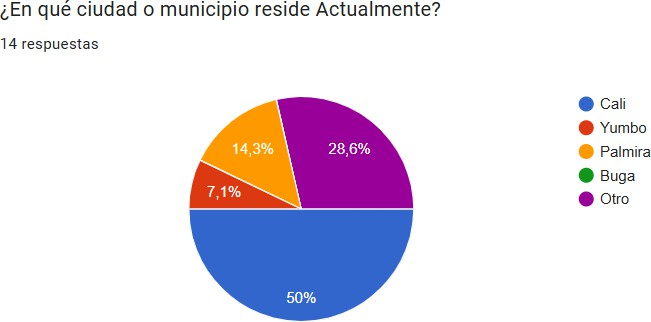 ¿En qué ciudad o municipio reside Actualmente?
14 respuestas
Cali
Yumbo
Palmira
Buga
Otro
14,3%
28,6%
7,1%
50%